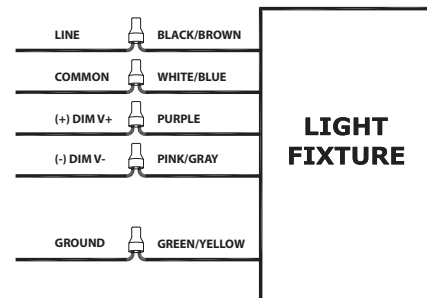 LINE BLACK/BROWN
COMMON WHITE/BLUE
(+) DIM V+ PURPLE
(-) DIM V- PINK/GRAY
GROUND GREEN/YELLOW
LIGHT
FIXTURE